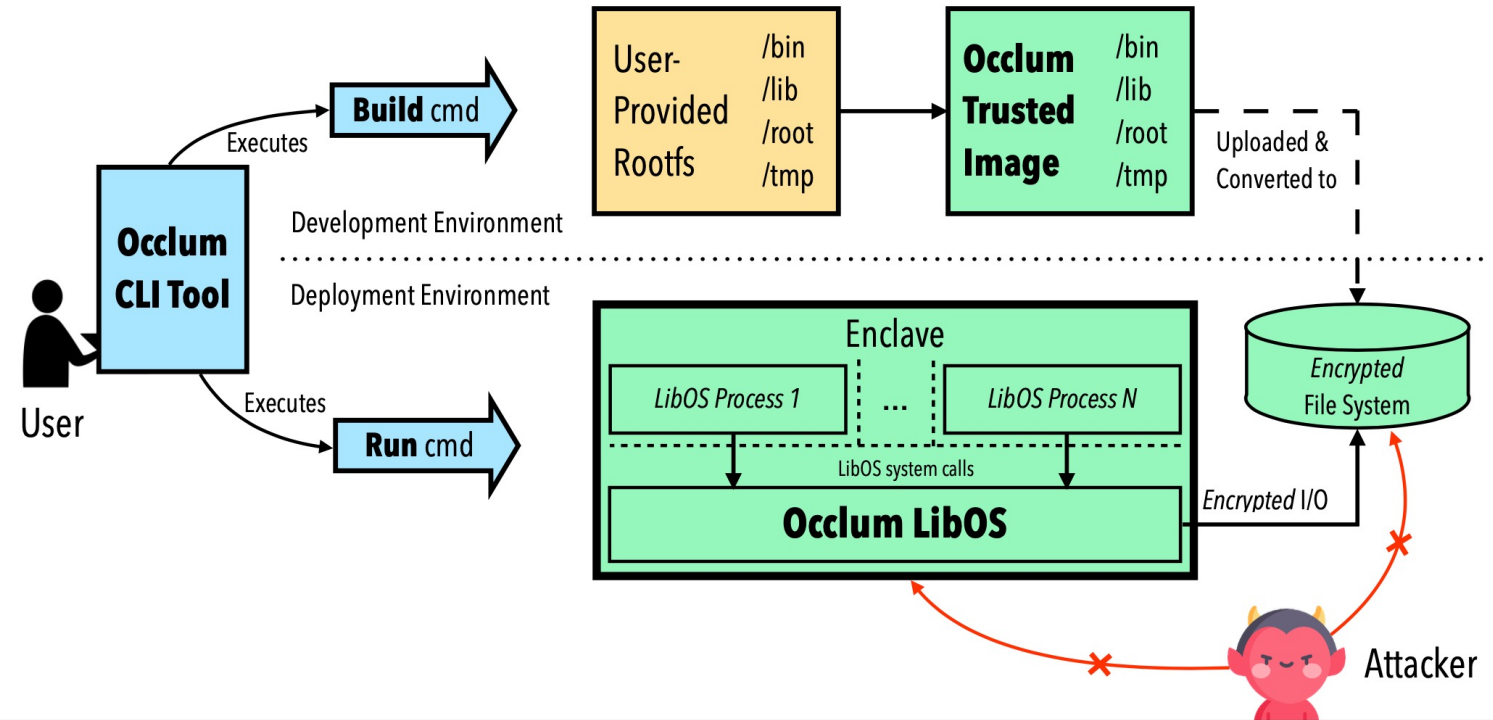 Build cmd
Executes
User-
Provided
Rootfs
/bin
/lib
/root
/tmp
Occlum
Trusted
Image
/bin
/lib
/root
/tmp
Uploaded &
Converted to
Occlum
CLI Tool
Development Environment
Deployment Environment
User
Executes
Run cmd
Enclave
LibOS Process 1
...
LibOS Process N
LibOS system calls
Occlum LibOS
Encrypted
File System
Encrypted I/O
Attacker